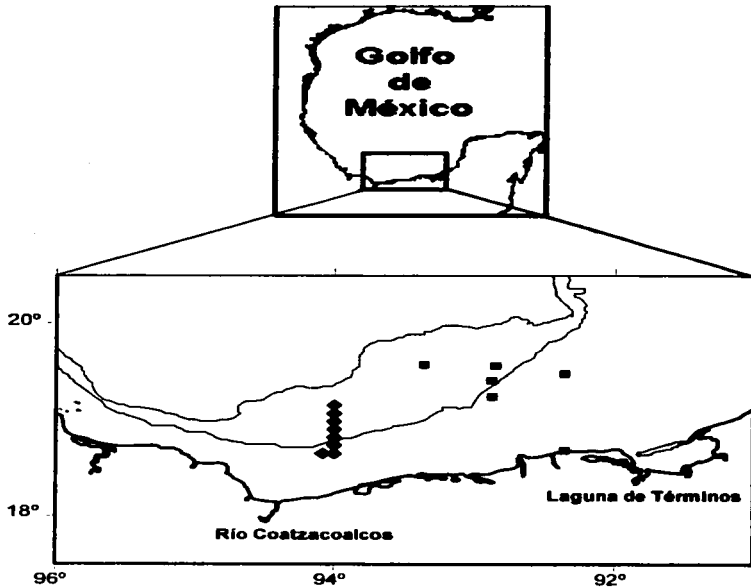 Golfo
de
México
20°
18°
Laguna de Términos
Río Coatzacoalcos
96°
94°
92°